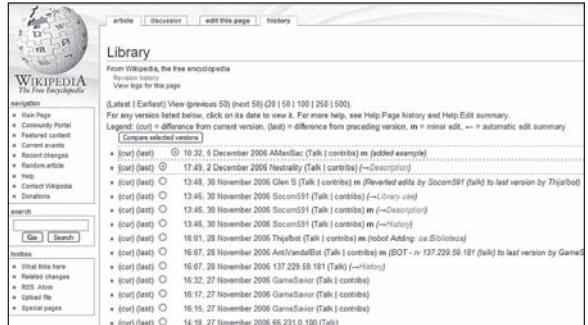 article discussion edit this page history
WIKIPEDIA
The Free Encyclopedia
navigation
Main Page
Community Portal
Featured content
Current events
Recent changes
Random article
Help
Contact Wikipedia
Donations
search
Go Search
toolbox
What links here
Related changes
RSS Atom
Upload file
Special pages
Library
From Wikipedia, the free encyclopedia
Revision history
View logs for this page
(Latest | Earliest) View (previous 50) (next 50) (20 | 50 | 100 | 250 | 500).
For any version listed below, click on its date to view it. For more help, see Help:Page history and Help:Edit summary.
Legend: (cur) = difference from current version, (last) = difference from preceding version, m = minor edit, ← = automatic edit summary
Compare selected versions
(cur) (last) 10:32, 6 December 2006 AManSac (Talk | contribs) m (added example)
(cur) (last) 17:49, 2 December 2006 Neutrality (Talk | contribs) (→Description)
(cur) (last) 13:48, 30 November 2006 Glen S (Talk | contribs) m (Reverted edits by Socom591 (talk) to last version by Thijs!bot)
(cur) (last) 13:46, 30 November 2006 Socom591 (Talk | contribs) (→Library use)
(cur) (last) 13:46, 30 November 2006 Socom591 (Talk | contribs) m (→Description)
(cur) (last) 13:45, 30 November 2006 Socom591 (Talk | contribs) m (→History)
(cur) (last) 18:01, 28 November 2006 Thijs!bot (Talk | contribs) m (robot Adding: ca:Biblioteca)
(cur) (last) 16:07, 28 November 2006 AntiVandalBot (Talk | contribs) m (BOT - rv 137.229.59.181 (talk) to last version by GameS
(cur) (last) 16:07, 28 November 2006 137.229.59.181 (Talk) (→History)
(cur) (last) 16:32, 27 November 2006 GameSavior (Talk | contribs)
(cur) (last) 16:17, 27 November 2006 GameSavior (Talk | contribs)
(cur) (last) 16:15, 27 November 2006 GameSavior (Talk | contribs)
(cur) (last) 14:18, 27 November 2006 66.231.0.100 (Talk)